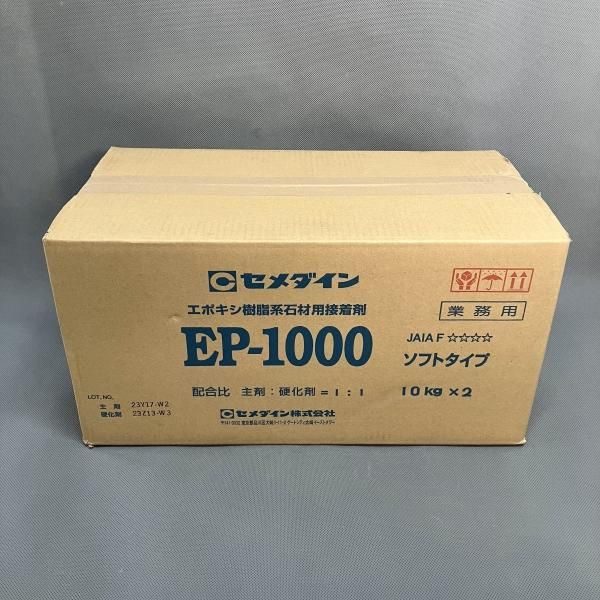 セメダイン
エポキシ樹脂系石材用接着剤
EP-1000
業務用
JAIA F ☆☆☆☆
ソフトタイプ
配合比 主剤:硬化剤=1:1 10kg×2
LOT.NO.
主剤 23Y17-W2
硬化剤 23Z13-W3
セメダイン株式会社